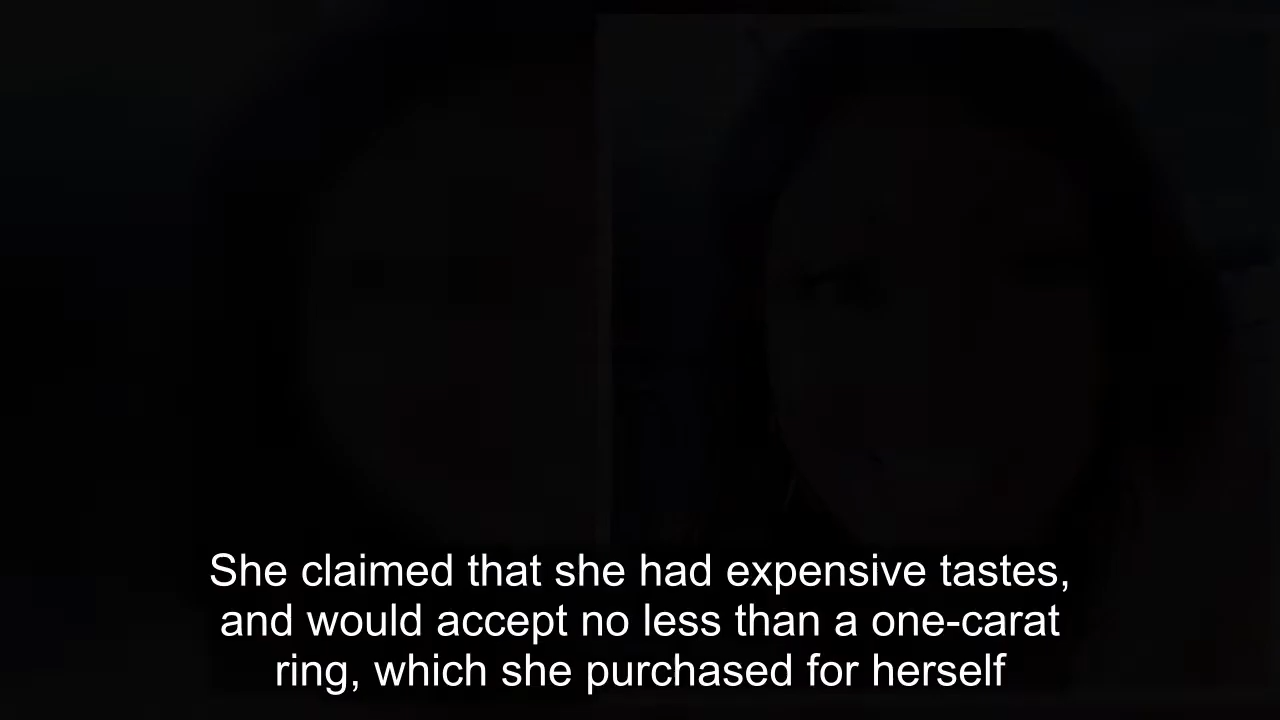 She claimed that she had expensive tastes,
and would accept no less than a one-carat
ring, which she purchased for herself